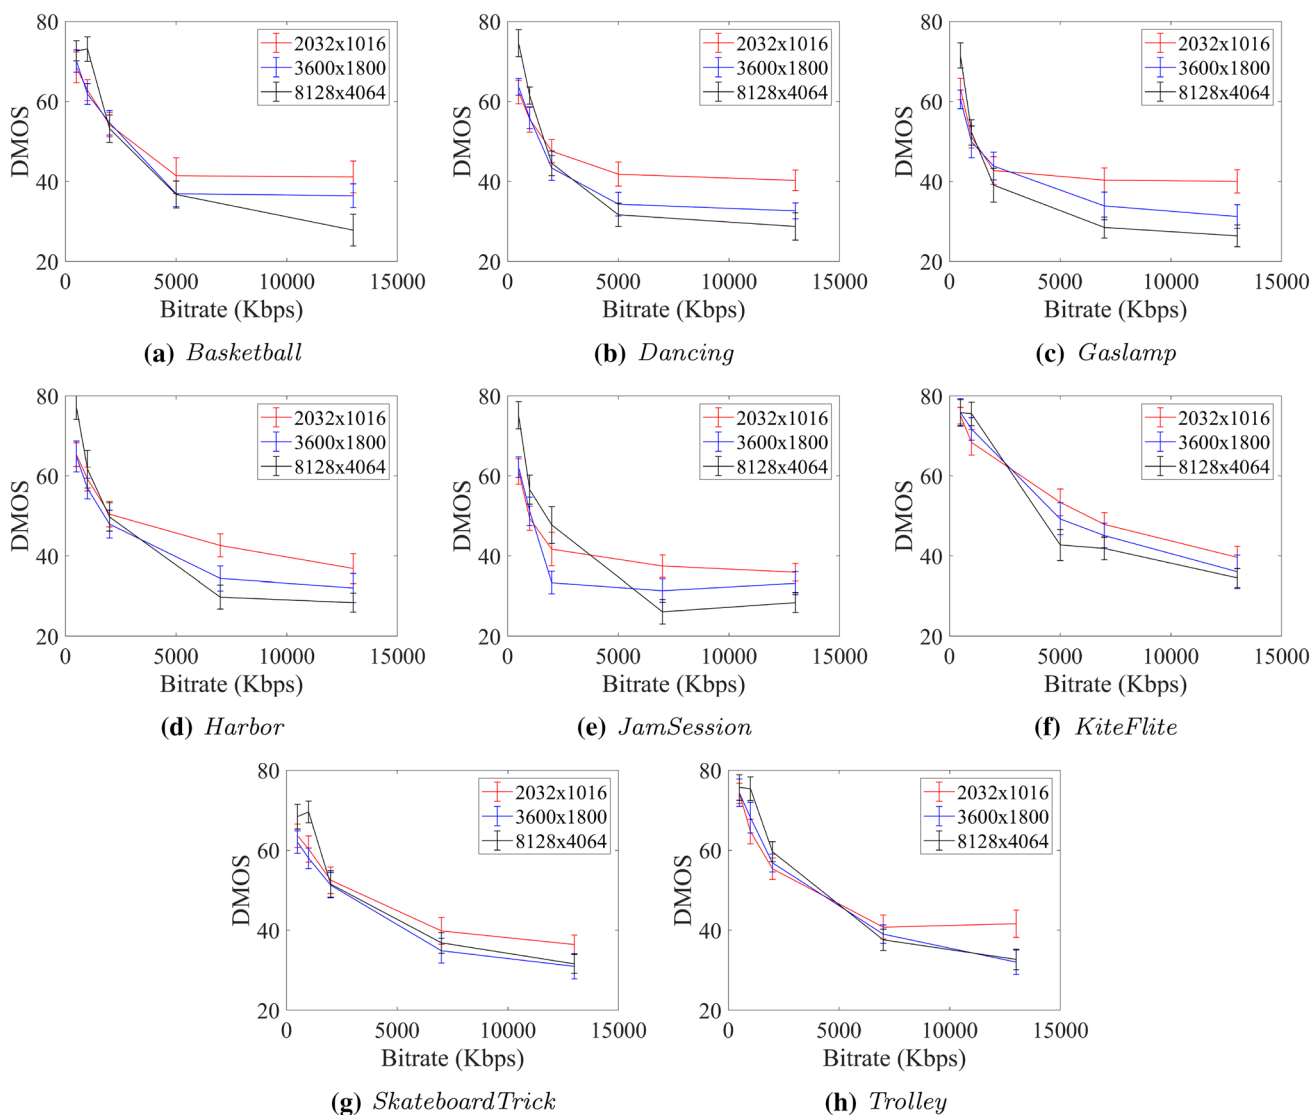 80
60
40
20
DMOS
2032x1016
3600x1800
8128x4064
0 5000 10000 15000
Bitrate (Kbps)
(a) Basketball
80
60
40
20
DMOS
2032x1016
3600x1800
8128x4064
0 5000 10000 15000
Bitrate (Kbps)
(b) Dancing
80
60
40
20
DMOS
2032x1016
3600x1800
8128x4064
0 5000 10000 15000
Bitrate (Kbps)
(c) Gaslamp
80
60
40
20
DMOS
2032x1016
3600x1800
8128x4064
0 5000 10000 15000
Bitrate (Kbps)
(d) Harbor
80
60
40
20
DMOS
2032x1016
3600x1800
8128x4064
0 5000 10000 15000
Bitrate (Kbps)
(e) JamSession
80
60
40
20
DMOS
2032x1016
3600x1800
8128x4064
0 5000 10000 15000
Bitrate (Kbps)
(f) KiteFlite
80
60
40
20
DMOS
2032x1016
3600x1800
8128x4064
0 5000 10000 15000
Bitrate (Kbps)
(g) SkateboardTrick
80
60
40
20
DMOS
2032x1016
3600x1800
8128x4064
0 5000 10000 15000
Bitrate (Kbps)
(h) Trolley